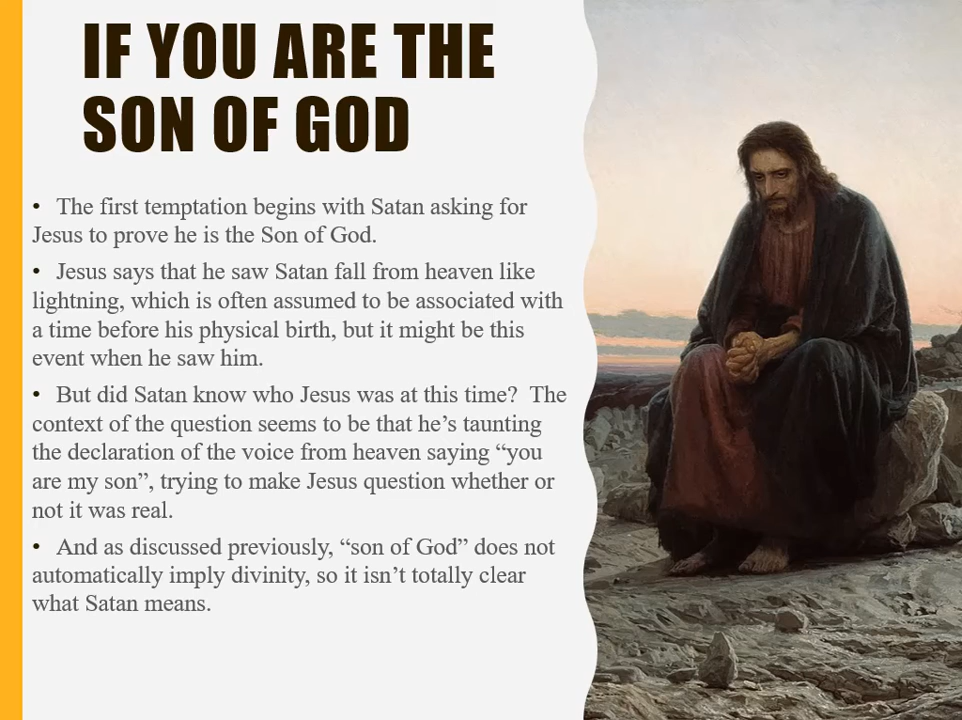 IF YOU ARE THE
SON OF GOD
• The first temptation begins with Satan asking for
Jesus to prove he is the Son of God.
• Jesus says that he saw Satan fall from heaven like
lightning, which is often assumed to be associated with
a time before his physical birth, but it might be this
event when he saw him.
• But did Satan know who Jesus was at this time?  The
context of the question seems to be that he’s taunting
the declaration of the voice from heaven saying “you
are my son”, trying to make Jesus question whether or
not it was real.
• And as discussed previously, “son of God” does not
automatically imply divinity, so it isn’t totally clear
what Satan means.